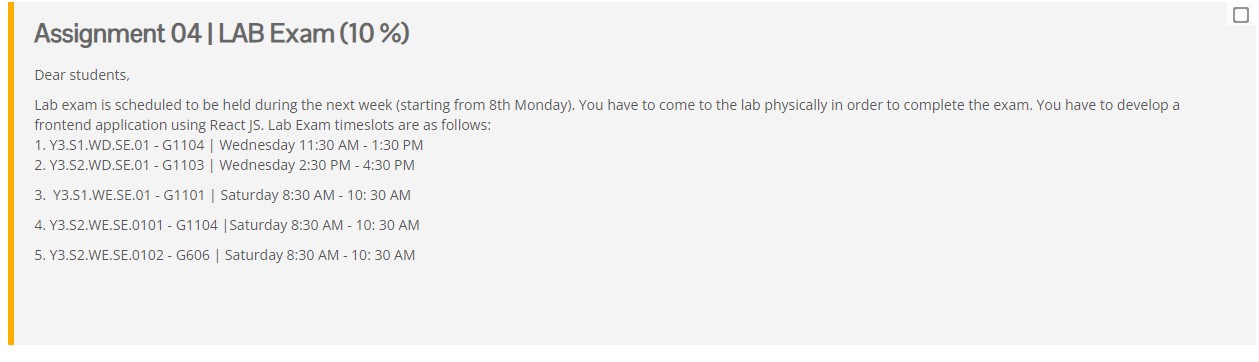 Assignment 04 | LAB Exam (10 %)
Dear students,
Lab exam is scheduled to be held during the next week (starting from 8th Monday). You have to come to the lab physically in order to complete the exam. You have to develop a
frontend application using React JS. Lab Exam timeslots are as follows:
1. Y3.S1.WD.SE.01 - G1104 | Wednesday 11:30 AM - 1:30 PM
2. Y3.S2.WD.SE.01 - G1103 | Wednesday 2:30 PM - 4:30 PM
3. Y3.S1.WE.SE.01 - G1101 | Saturday 8:30 AM - 10: 30 AM
4. Y3.S2.WE.SE.0101 - G1104 |Saturday 8:30 AM - 10: 30 AM
5. Y3.S2.WE.SE.0102 - G606 | Saturday 8:30 AM - 10: 30 AM